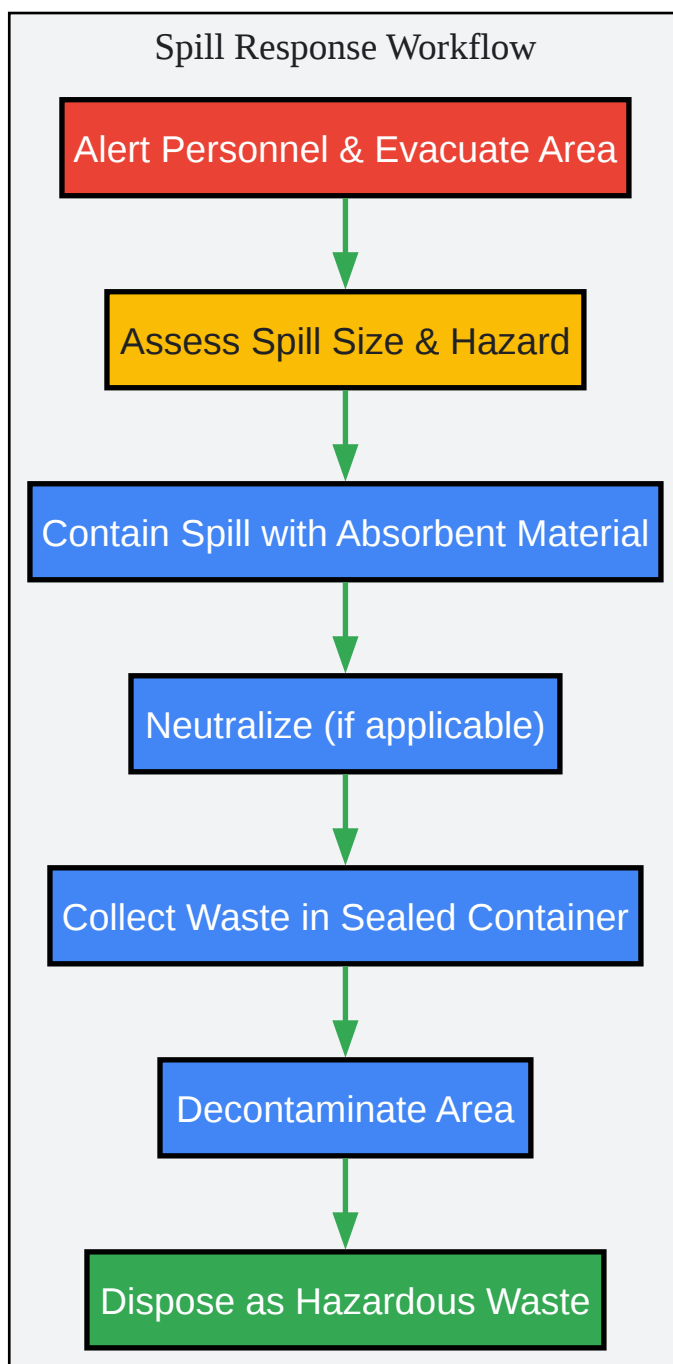 Spill Response Workflow
Alert Personnel & Evacuate Area
Assess Spill Size & Hazard
Contain Spill with Absorbent Material
Neutralize (if applicable)
Collect Waste in Sealed Container
Decontaminate Area
Dispose as Hazardous Waste